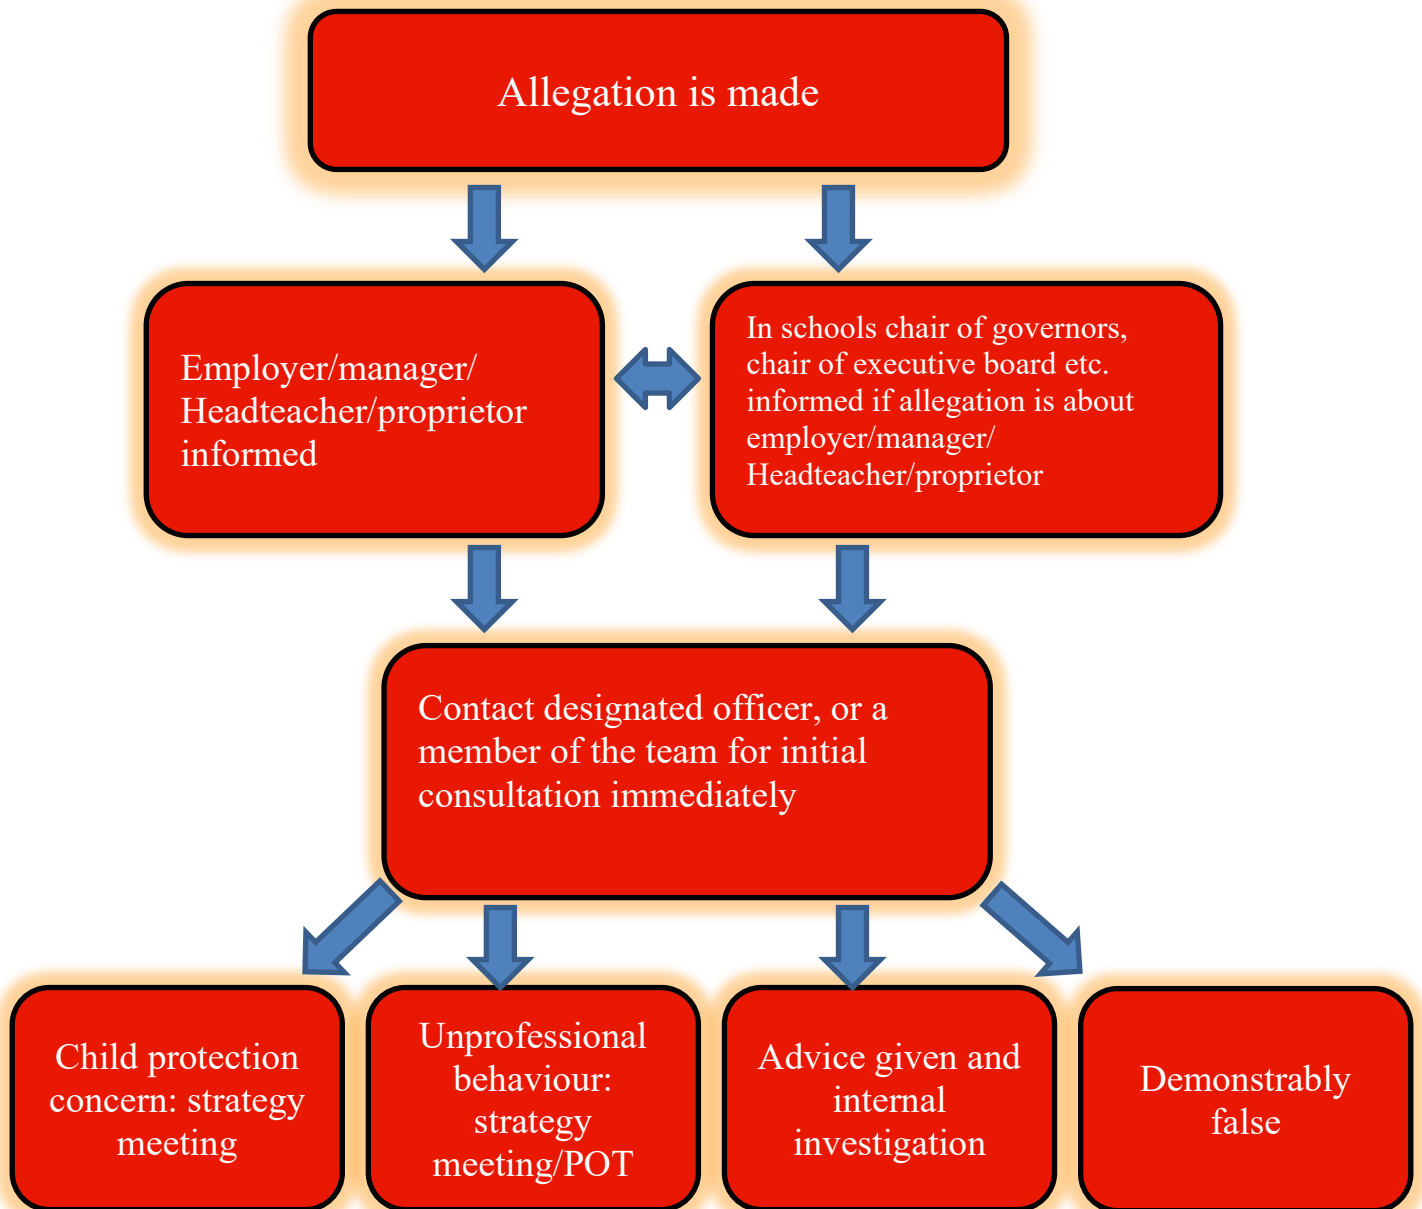 Allegation is made
Employer/manager/
Headteacher/proprietor
informed
In schools chair of governors,
chair of executive board etc.
informed if allegation is about
employer/manager/
Headteacher/proprietor
Contact designated officer, or a
member of the team for initial
consultation immediately
Child protection
concern: strategy
meeting
Unprofessional
behaviour:
strategy
meeting/POT
Advice given and
internal
investigation
Demonstrably
false